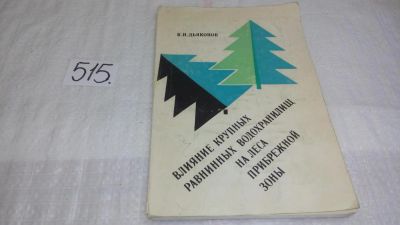 515.
К.Н. ДЬЯКОНОВ
ВЛИЯНИЕ КРУПНЫХ
РАВНИННЫХ ВОДОХРАНИЛИЩ
НА ЛЕСА
ПРИБРЕЖНОЙ
ЗОНЫ